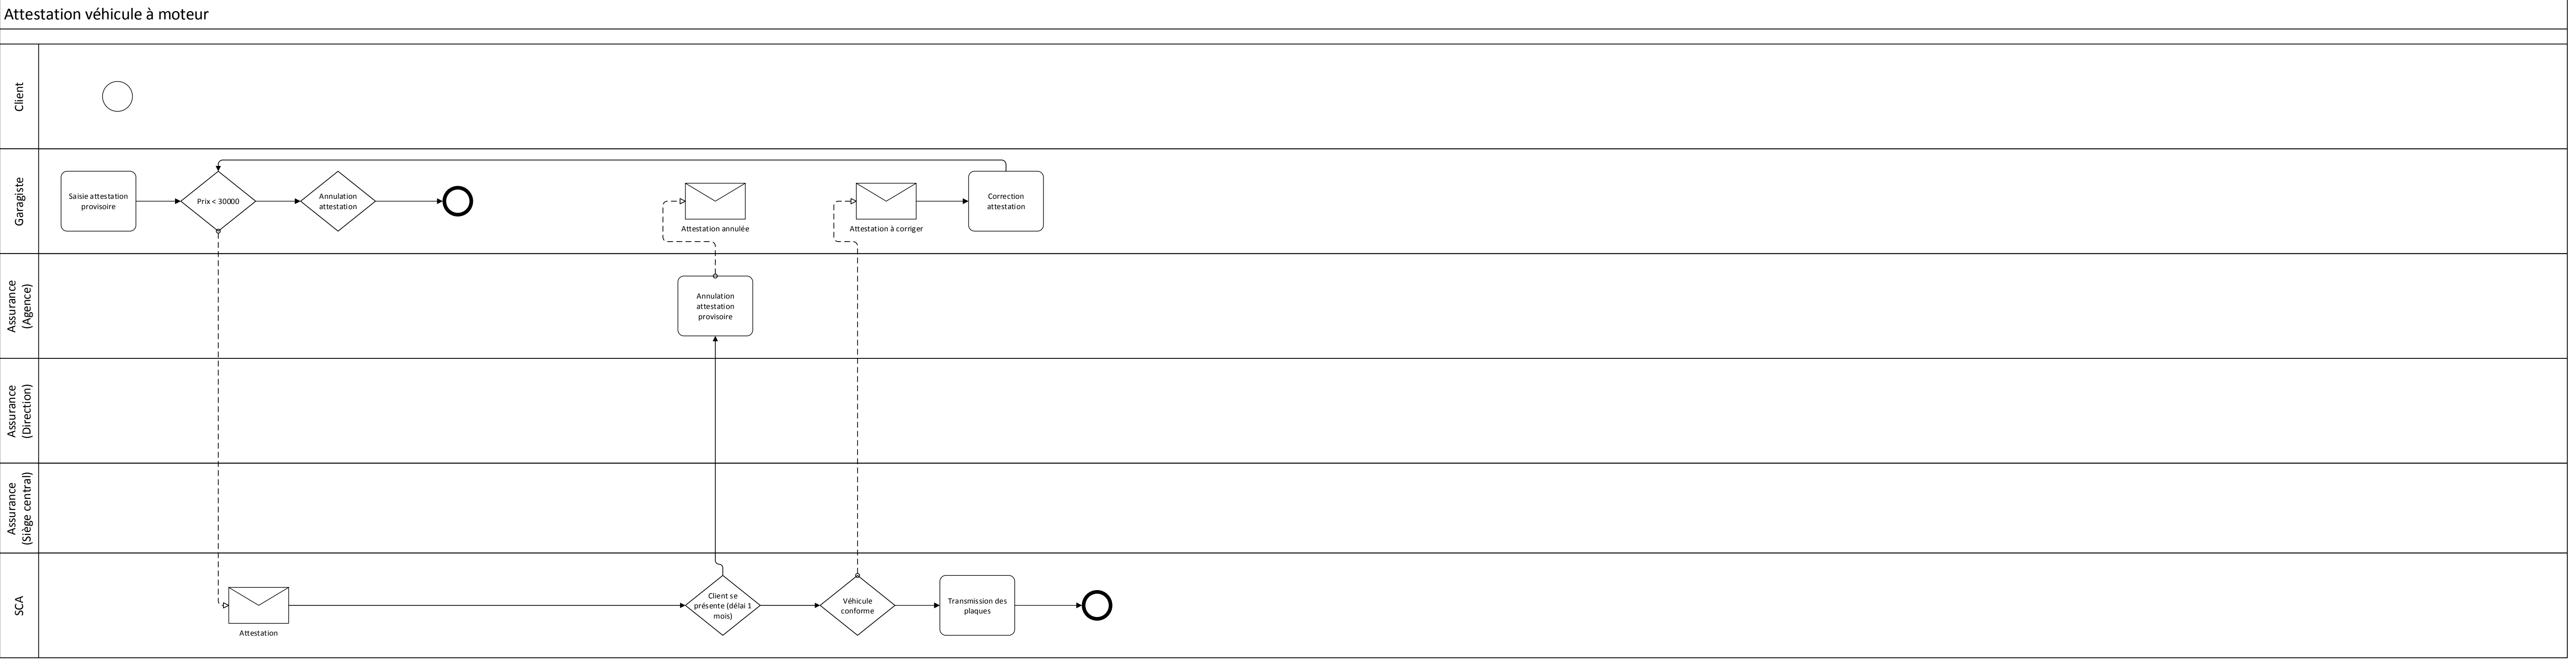 Attestation véhicule à moteur
Client
Garagiste
Saisie attestation
provisoire
Prix < 30000
Annulation
attestation
Attestation annulée
Attestation à corriger
Correction
attestation
Assurance
(Agence)
Annulation
attestation
provisoire
Assurance
(Direction)
Assurance
(Siège central)
SCA
Attestation
Client se
présente (délai 1
mois)
Véhicule
conforme
Transmission des
plaques